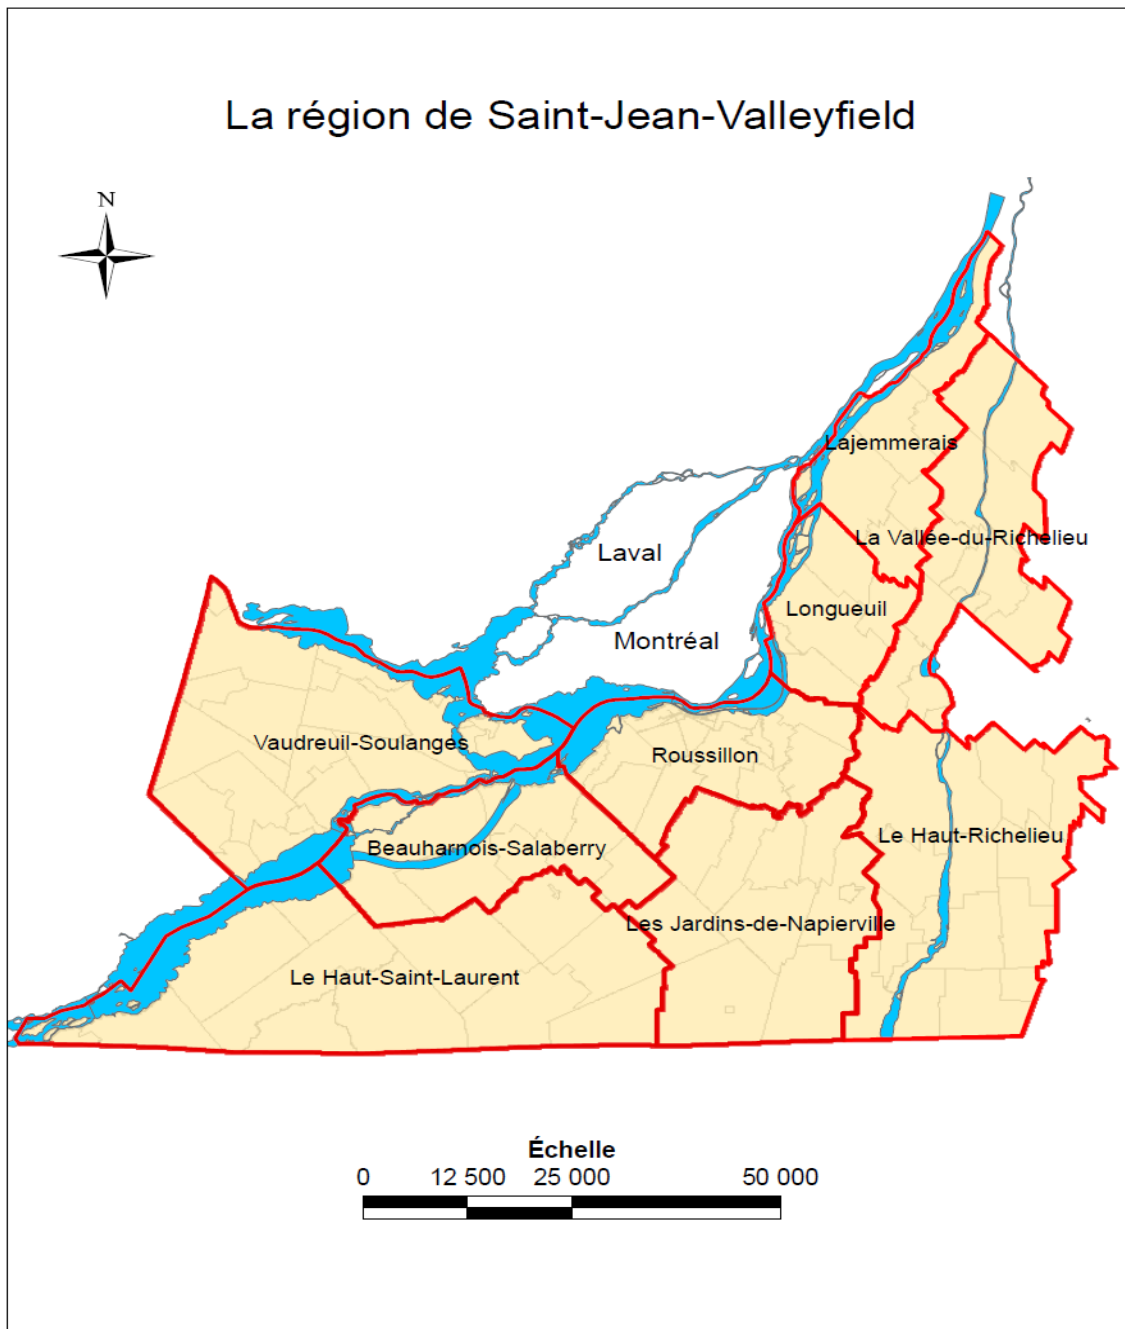 La région de Saint-Jean-Valleyfield
N
Lajemmerais
La Vallée-du-Richelieu
Laval
Longueuil
Montréal
Vaudreuil-Soulanges
Roussillon
Le Haut-Richelieu
Beauharnois-Salaberry
Les Jardins-de-Napierville
Le Haut-Saint-Laurent
Échelle
0 12 500 25 000 50 000